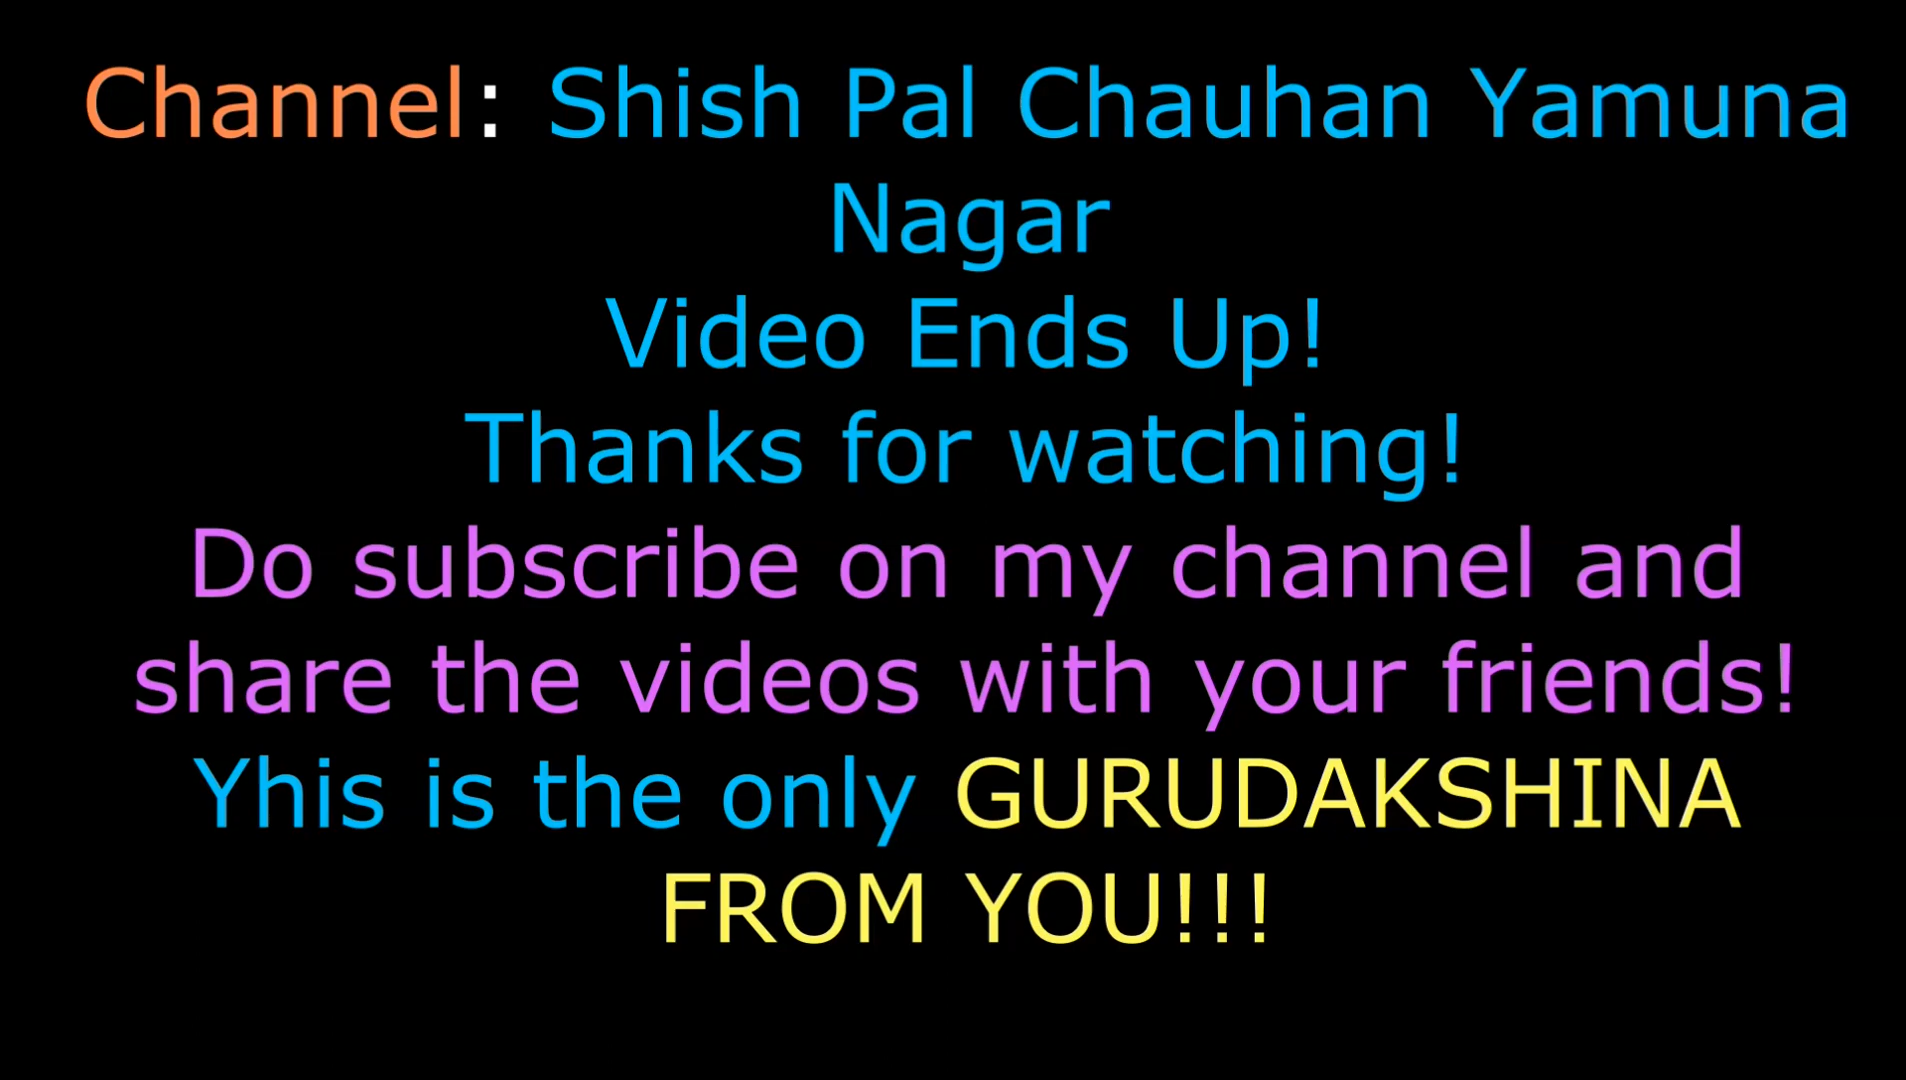 Channel: Shish Pal Chauhan Yamuna
Nagar
Video Ends Up!
Thanks for watching!
Do subscribe on my channel and
share the videos with your friends!
Yhis is the only GURUDAKSHINA
FROM YOU!!!